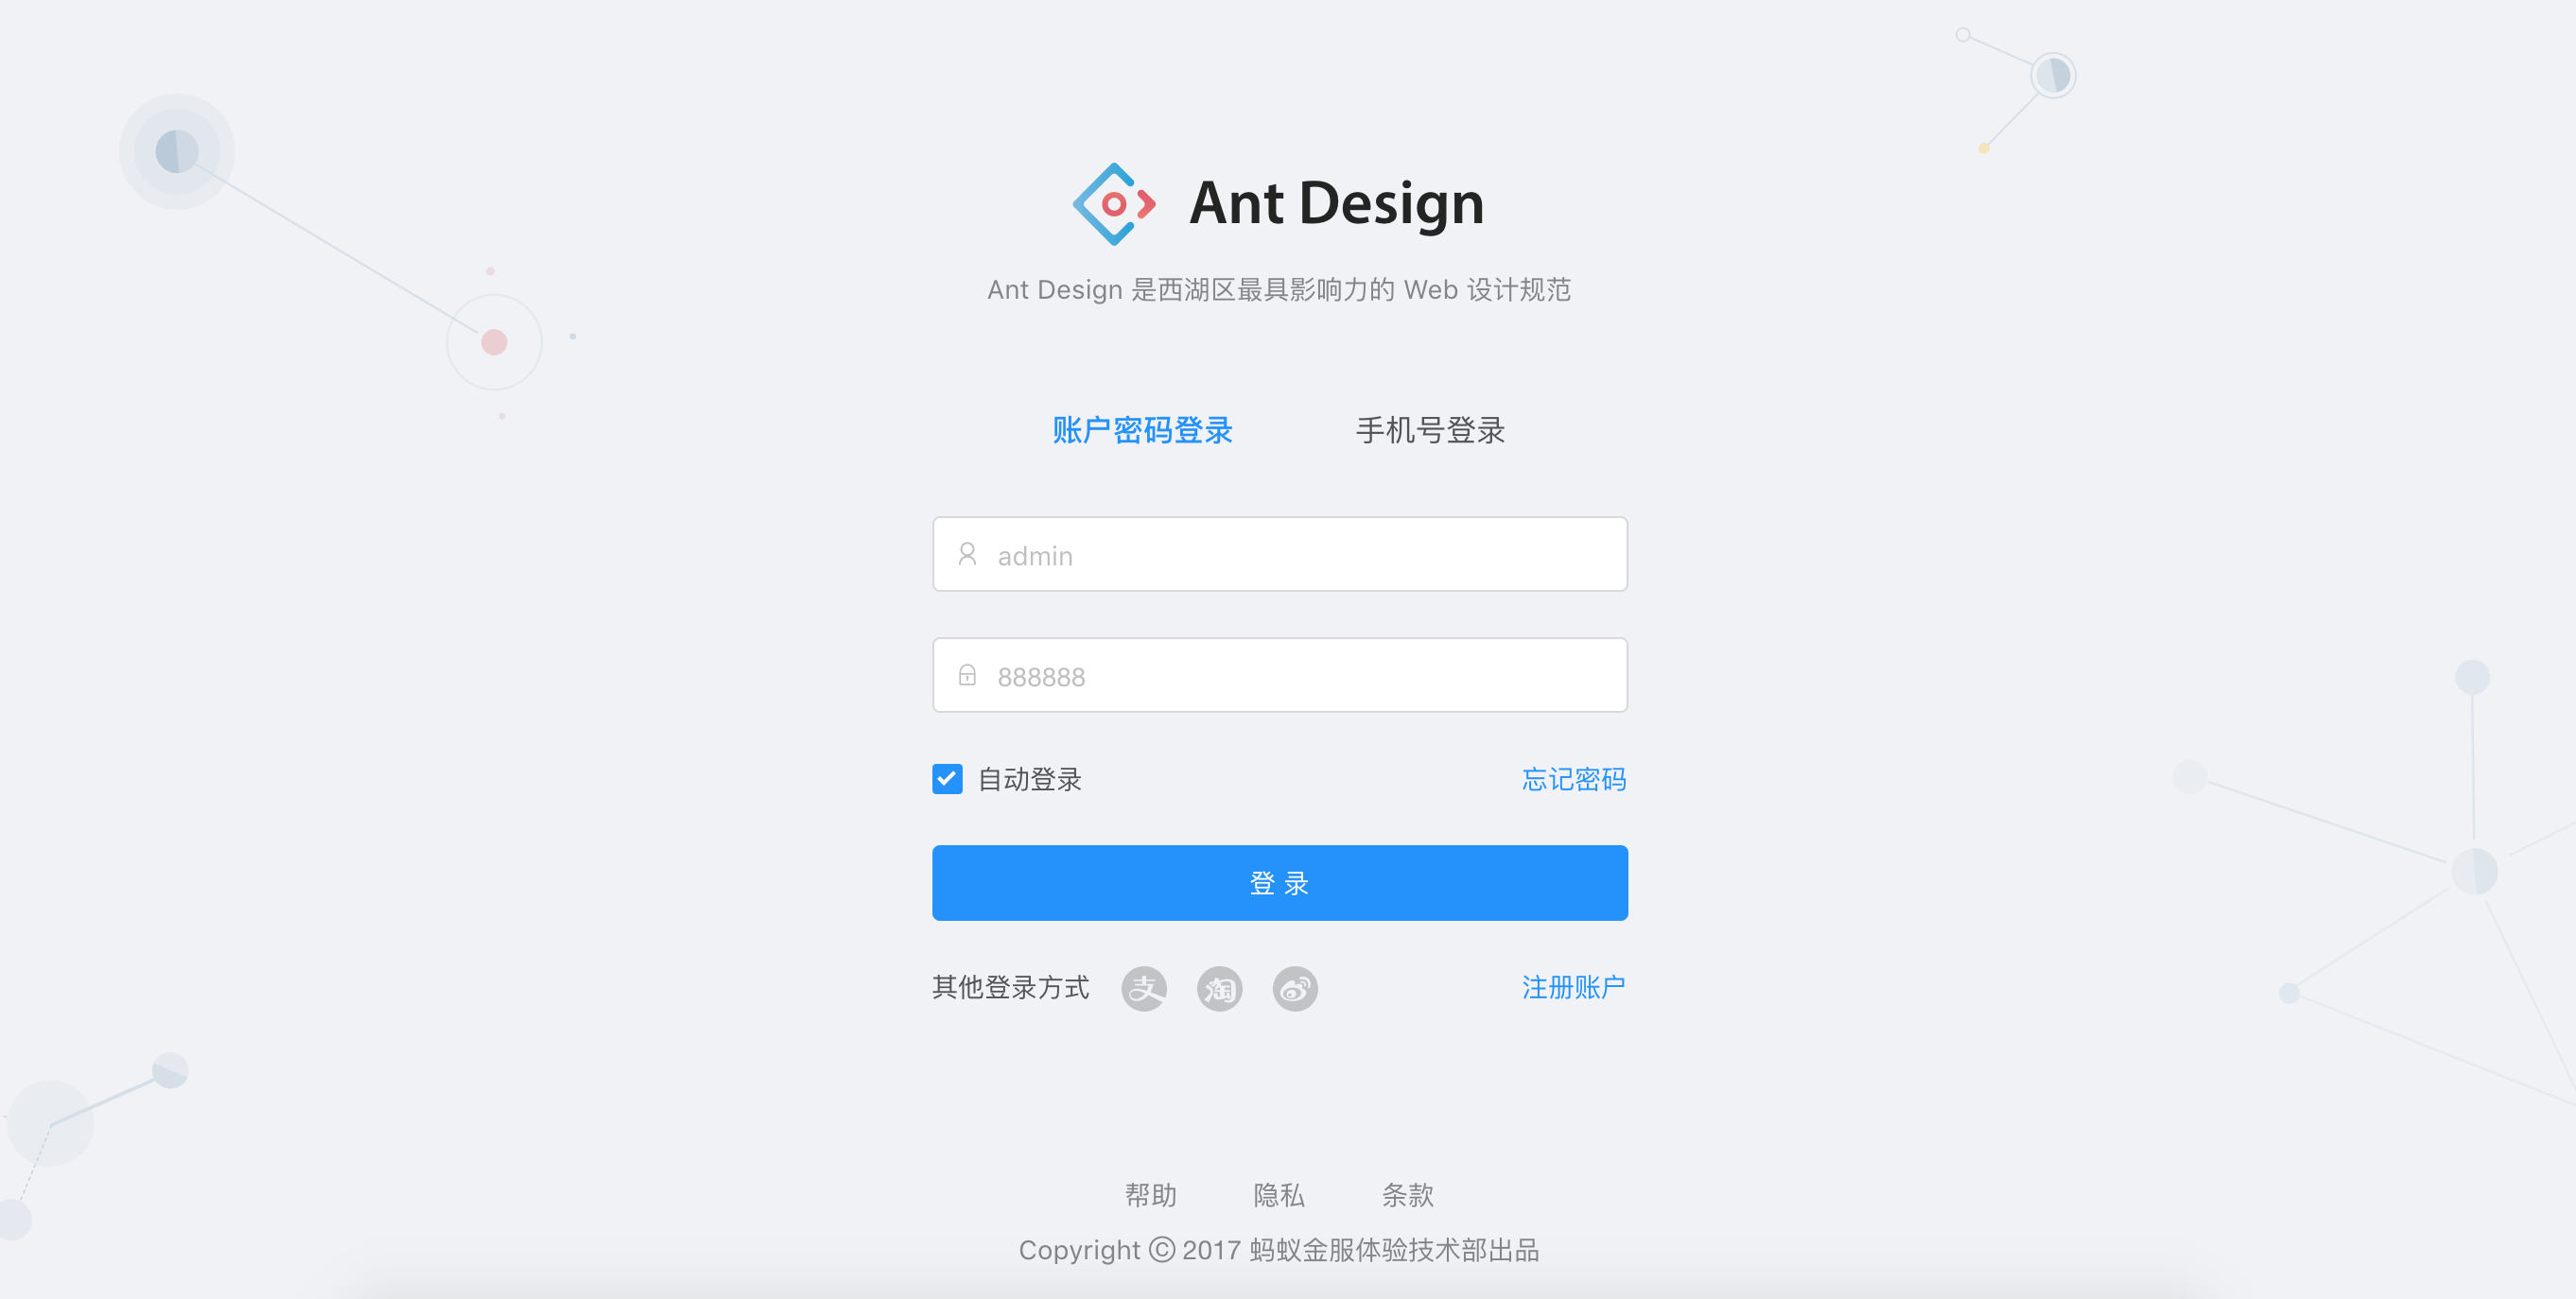 Ant Design
Ant Design 是西湖区最具影响力的 Web 设计规范
账户密码登录 手机号登录
admin
888888
自动登录 忘记密码
登 录
其他登录方式 支 淘 注册账户
帮助 隐私 条款
Copyright © 2017 蚂蚁金服体验技术部出品